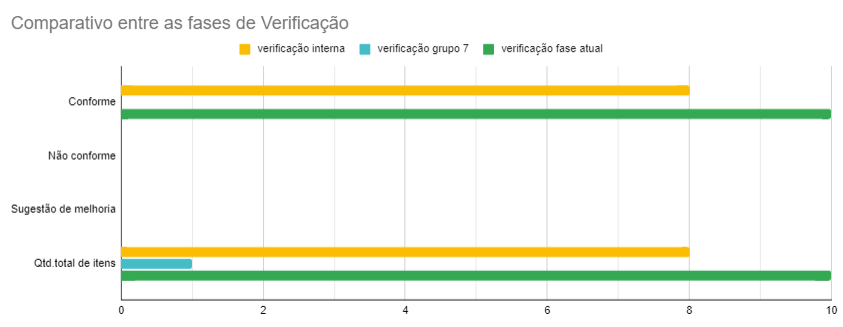 Comparativo entre as fases de Verificação
verificação interna verificação grupo 7 verificação fase atual
Conforme
Não conforme
Sugestão de melhoria
Qtd.total de itens
0 2 4 6 8 10